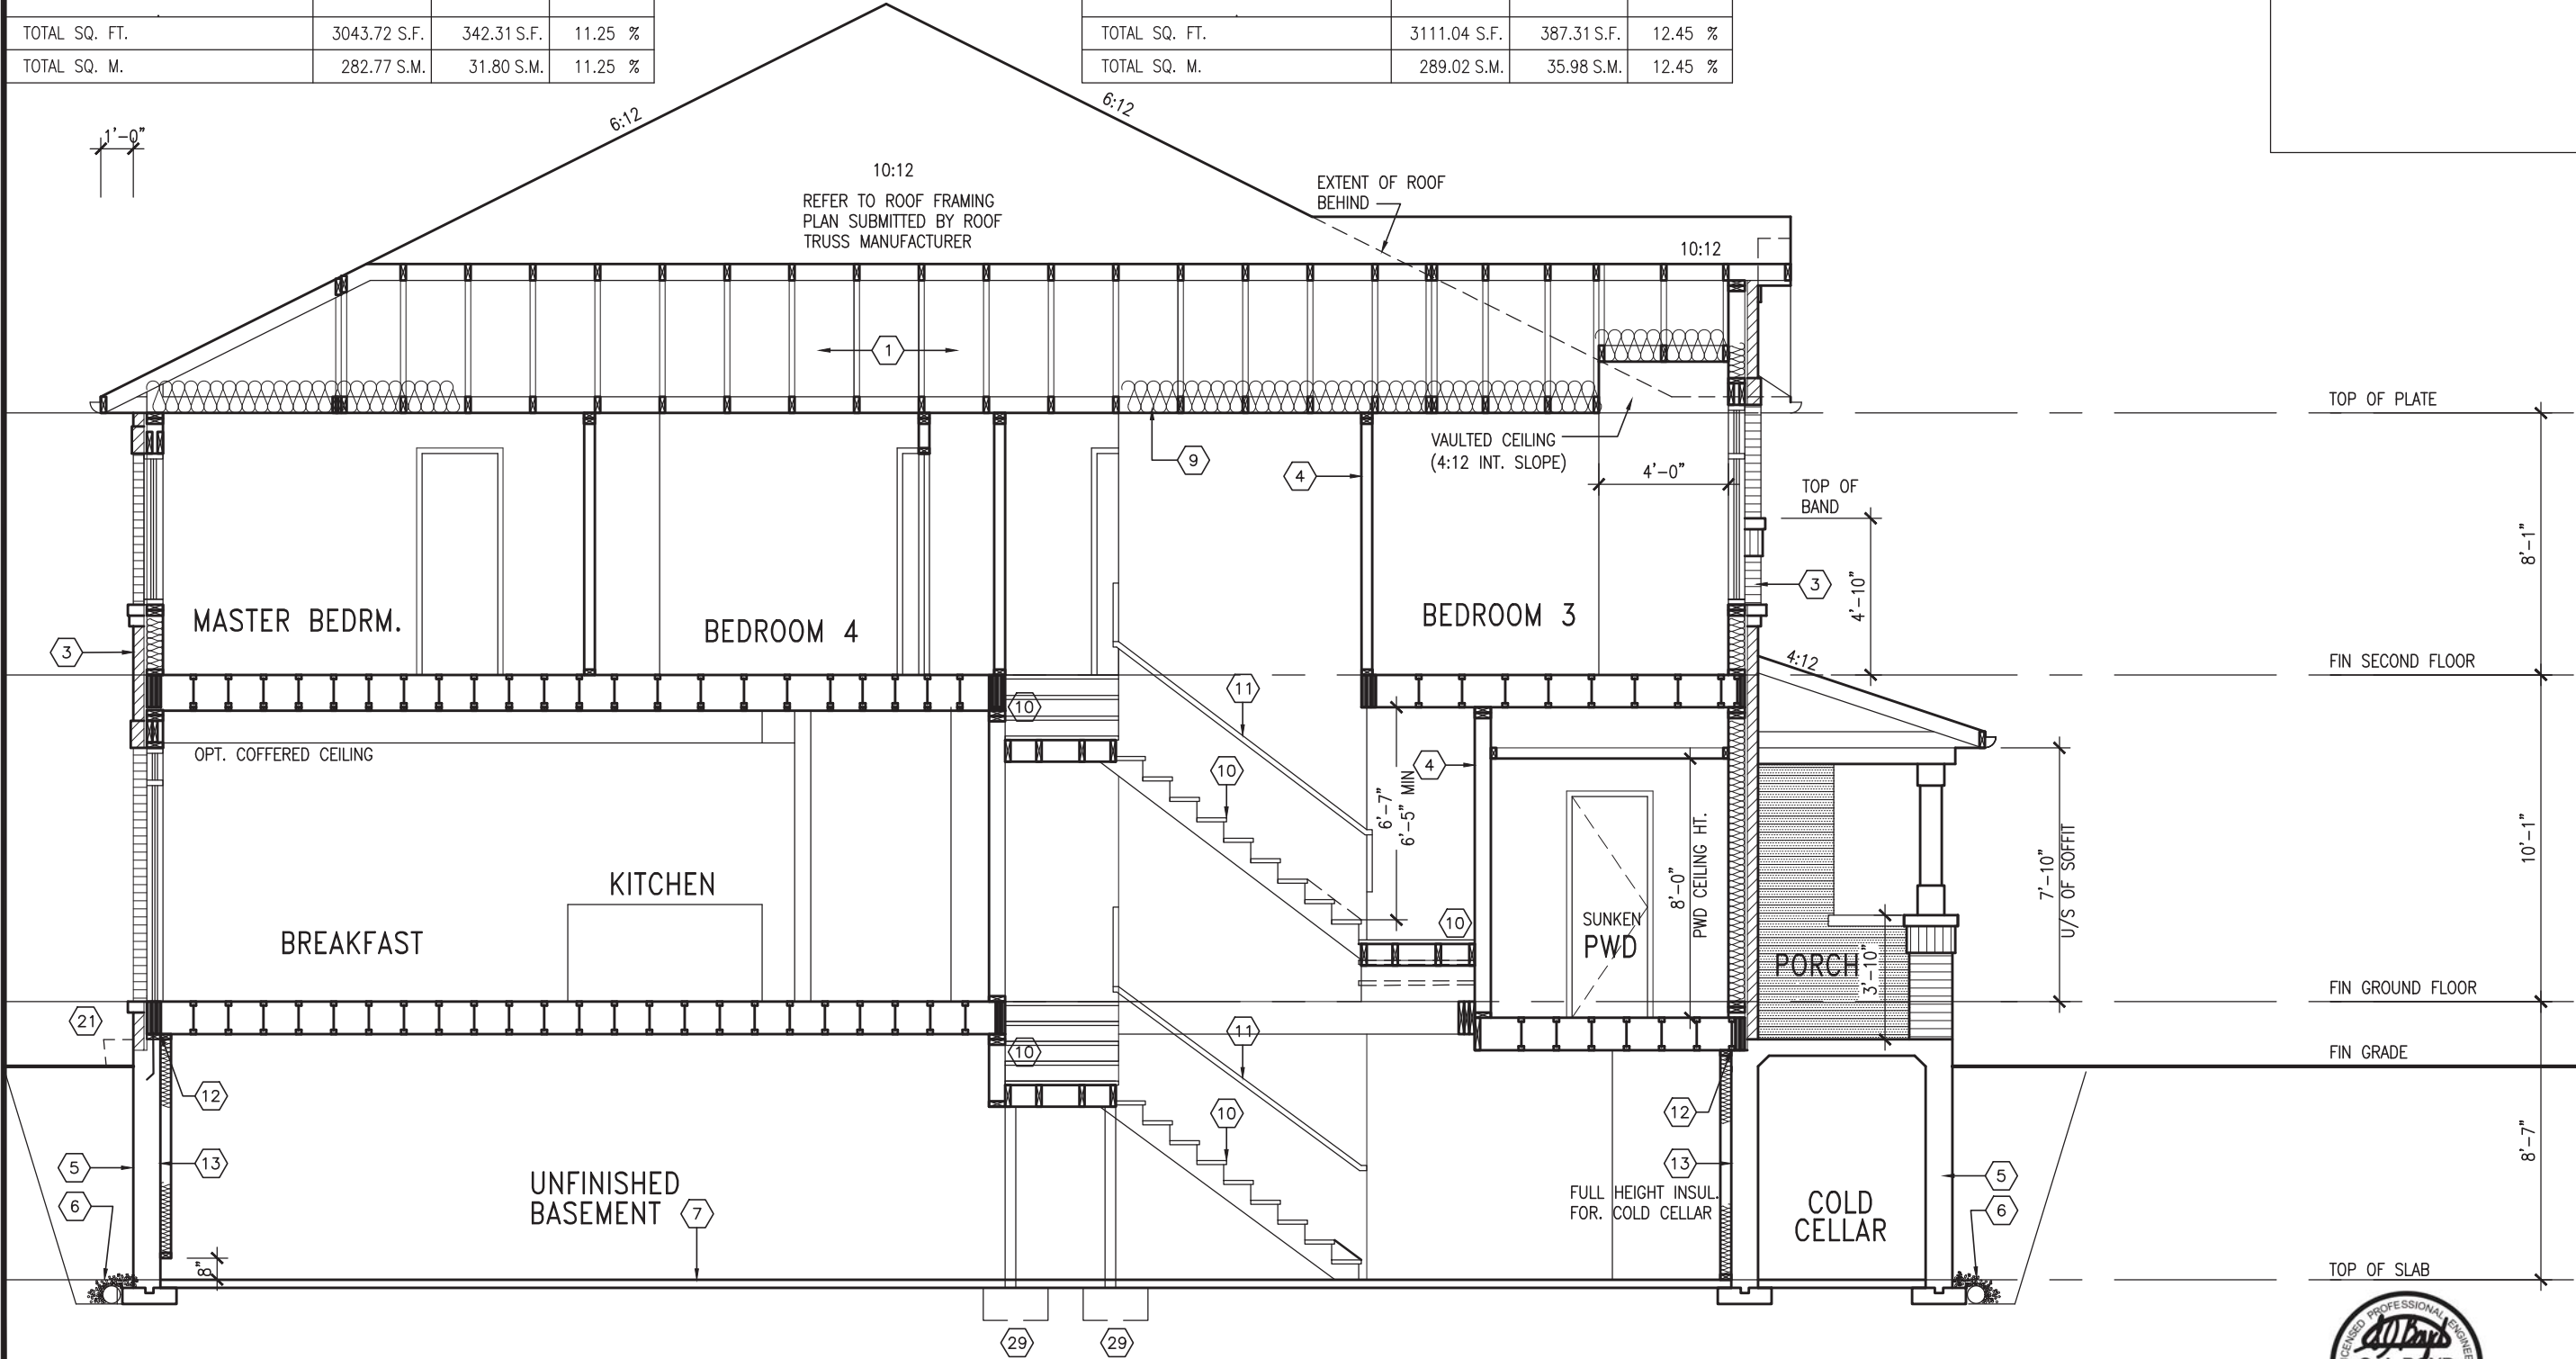 TOTAL SQ. FT. 3043.72 S.F. 342.31 S.F. 11.25 %
TOTAL SQ. M. 282.77 S.M. 31.80 S.M. 11.25 %
TOTAL SQ. FT. 3111.04 S.F. 387.31 S.F. 12.45 %
TOTAL SQ. M. 289.02 S.M. 35.98 S.M. 12.45 %
1'-0"
6:12
6:12
10:12
REFER TO ROOF FRAMING
PLAN SUBMITTED BY ROOF
TRUSS MANUFACTURER
EXTENT OF ROOF
BEHIND
10:12
1
TOP OF PLATE
9
4
VAULTED CEILING
(4:12 INT. SLOPE)
4'-0"
TOP OF
BAND
8'-1"
3
4'-10"
MASTER BEDRM.
BEDROOM 4
BEDROOM 3
3
4:12
FIN SECOND FLOOR
10
11
OPT. COFFERED CEILING
10
4
6'-7"
6'-5" MIN
8'-0"
PWD CEILING HT.
7'-10"
U/S OF SOFFIT
10'-1"
KITCHEN
BREAKFAST
10
SUNKEN
PWD
PORCH
3'-10"
FIN GROUND FLOOR
21
10
11
FIN GRADE
12
10
12
8'-7"
5
13
13
5
6
UNFINISHED
BASEMENT
7
FULL HEIGHT INSUL.
FOR. COLD CELLAR
COLD
CELLAR
6
8"
TOP OF SLAB
29
29
PROFESSIONAL